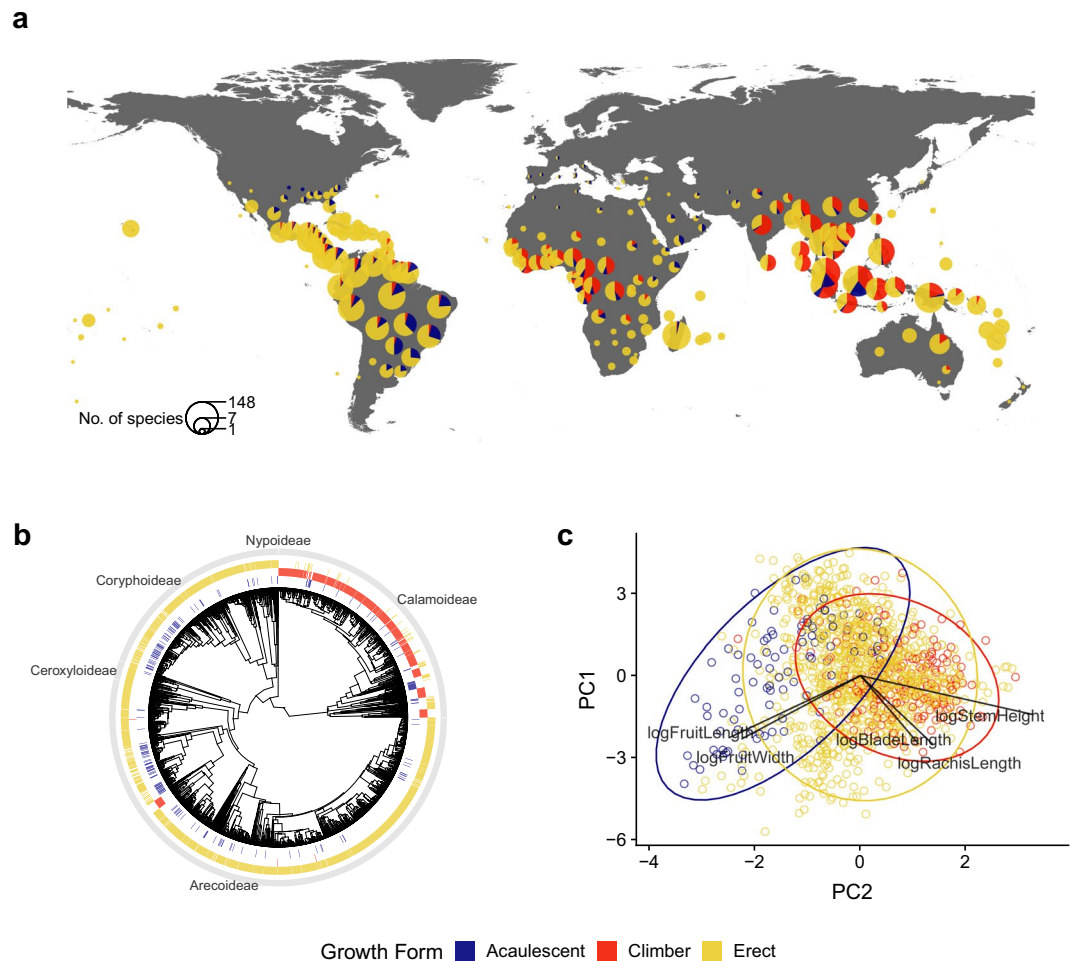 a
No. of species
148
7
1
b
Nypoideae
Coryphoideae
Calamoideae
Ceroxyloideae
Arecoideae
c
PC1
3
0
−3
−6
logStemHeight
logFruitLength
logBladeLength
logFruitWidth
logRachisLength
−4
−2
0
2
PC2
Growth Form Acaulescent Climber Erect